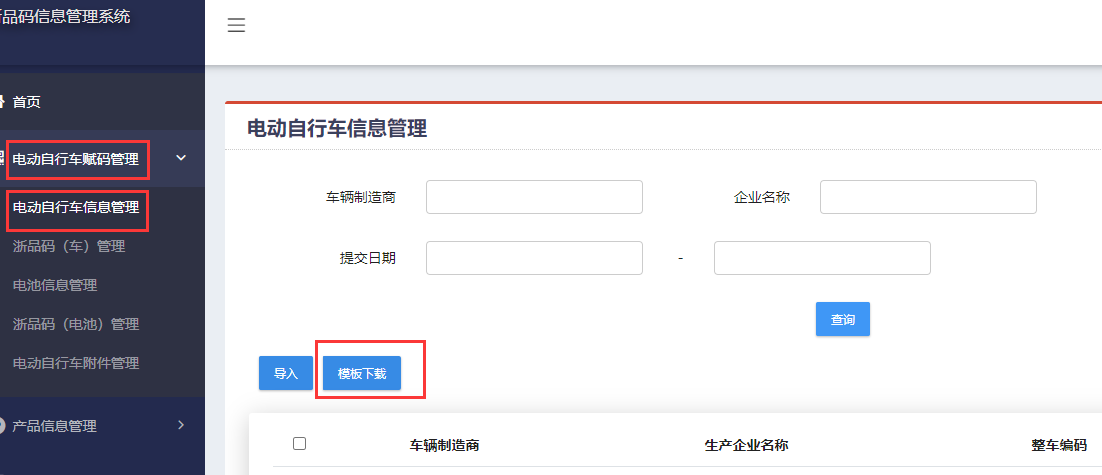 品码信息管理系统
首页
电动自行车赋码管理
电动自行车信息管理
浙品码（车）管理
电池信息管理
浙品码（电池）管理
电动自行车附件管理
产品信息管理
电动自行车信息管理
车辆制造商 企业名称
提交日期 -
查询
导入 模板下载
车辆制造商 生产企业名称 整车编码